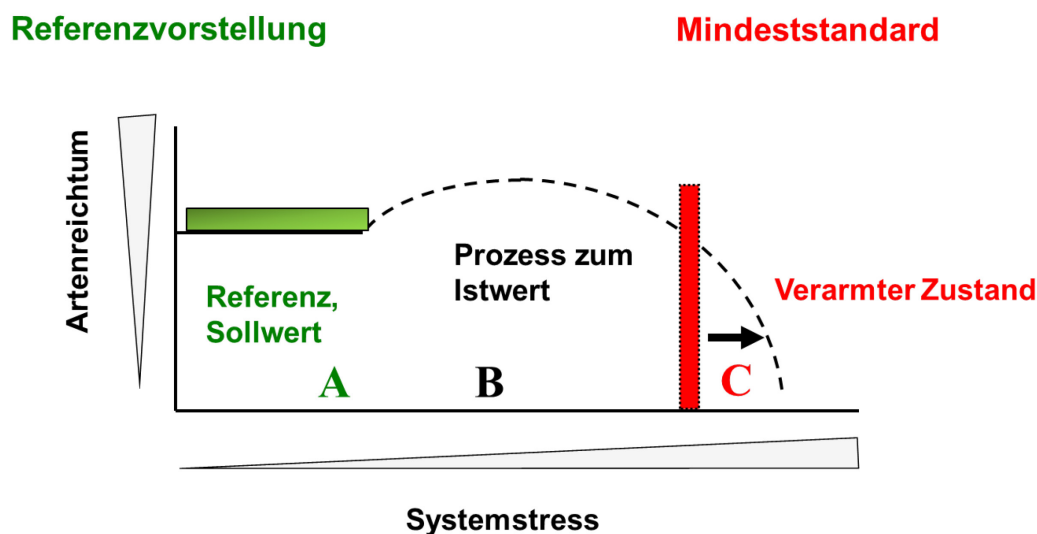 Referenzvorstellung
Mindeststandard
Artenreichtum
Referenz,
Sollwert
Prozess zum
Istwert
Verarmter Zustand
A
B
C
Systemstress